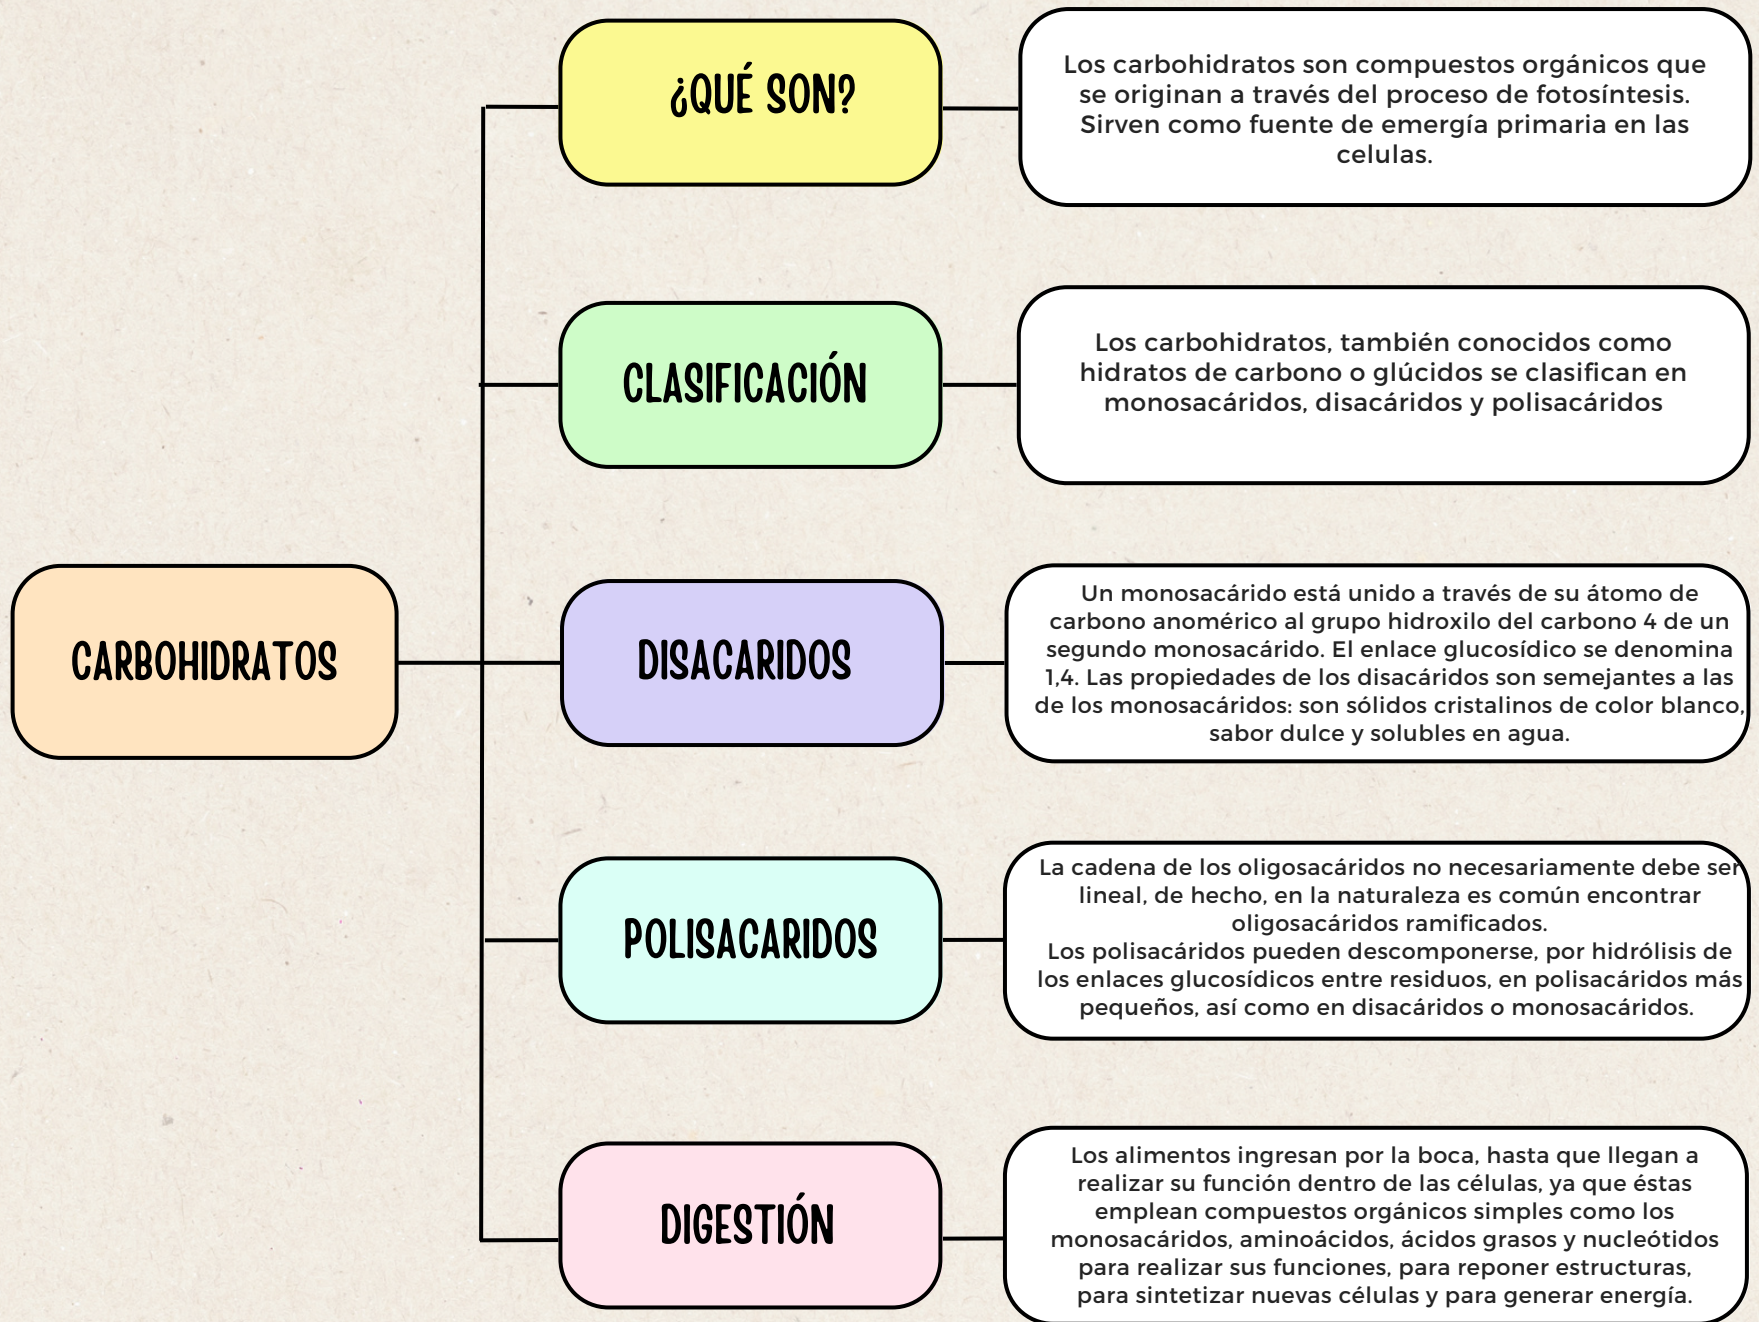 CARBOHIDRATOS
¿QUÉ SON?
Los carbohidratos son compuestos orgánicos que
se originan a través del proceso de fotosíntesis.
Sirven como fuente de emergía primaria en las
celulas.
CLASIFICACIÓN
Los carbohidratos, también conocidos como
hidratos de carbono o glúcidos se clasifican en
monosacáridos, disacáridos y polisacáridos
DISACARIDOS
Un monosacárido está unido a través de su átomo de
carbono anomérico al grupo hidroxilo del carbono 4 de un
segundo monosacárido. El enlace glucosídico se denomina
1,4. Las propiedades de los disacáridos son semejantes a las
de los monosacáridos: son sólidos cristalinos de color blanco,
sabor dulce y solubles en agua.
POLISACARIDOS
La cadena de los oligosacáridos no necesariamente debe ser
lineal, de hecho, en la naturaleza es común encontrar
oligosacáridos ramificados.
Los polisacáridos pueden descomponerse, por hidrólisis de
los enlaces glucosídicos entre residuos, en polisacáridos más
pequeños, así como en disacáridos o monosacáridos.
DIGESTIÓN
Los alimentos ingresan por la boca, hasta que llegan a
realizar su función dentro de las células, ya que éstas
emplean compuestos orgánicos simples como los
monosacáridos, aminoácidos, ácidos grasos y nucleótidos
para realizar sus funciones, para reponer estructuras,
para sintetizar nuevas células y para generar energía.